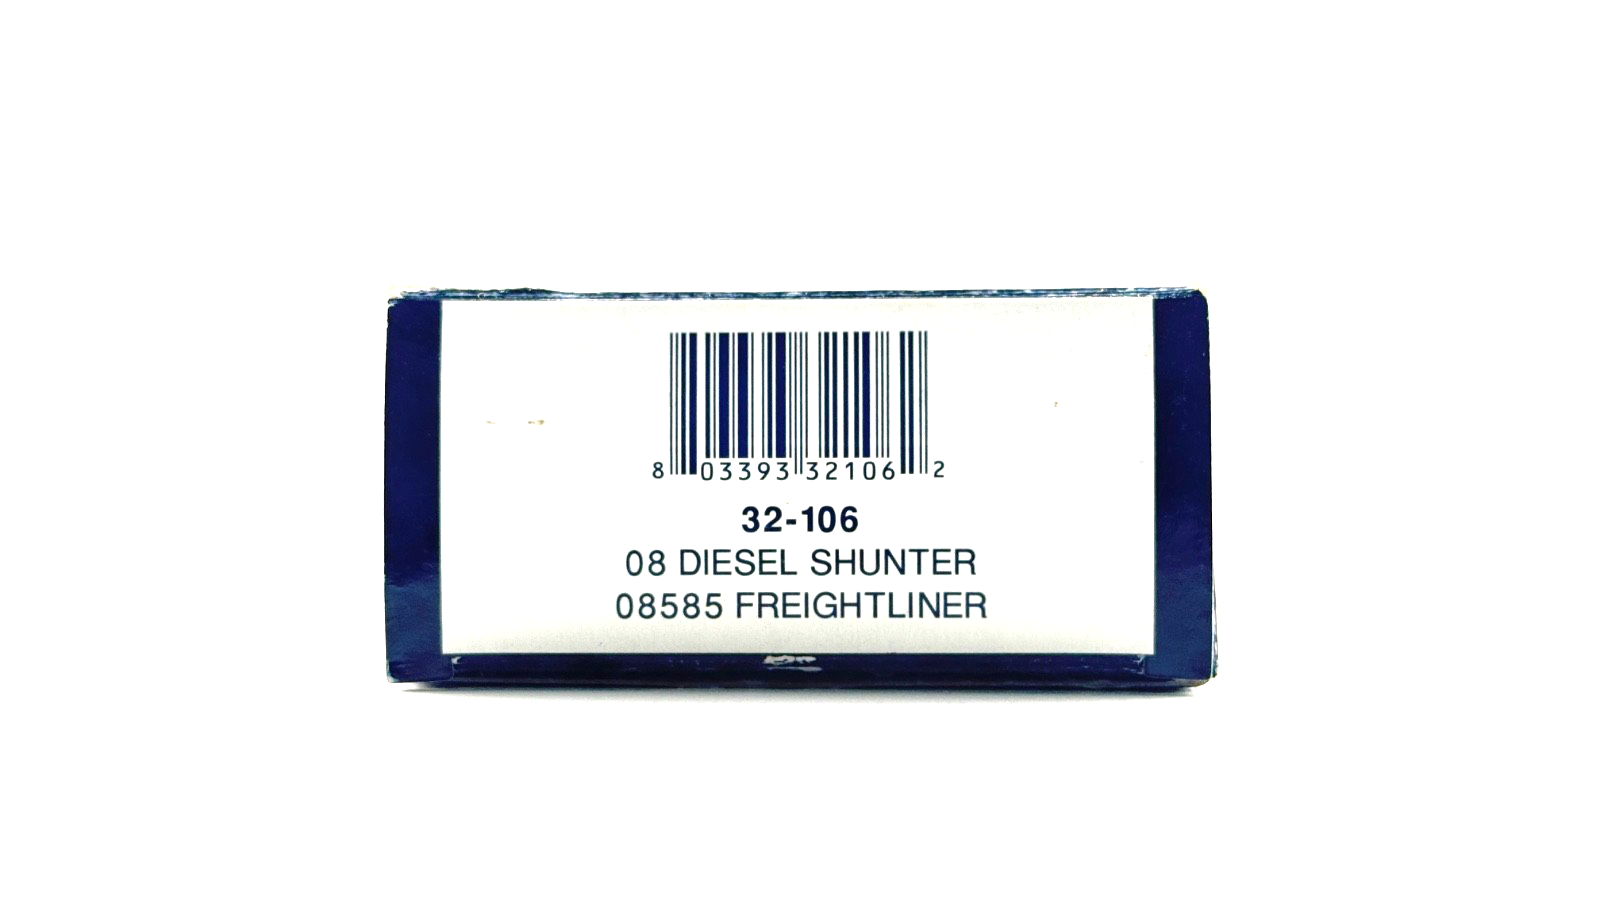 8 03393 32106 2
32-106
08 DIESEL SHUNTER
08585 FREIGHTLINER